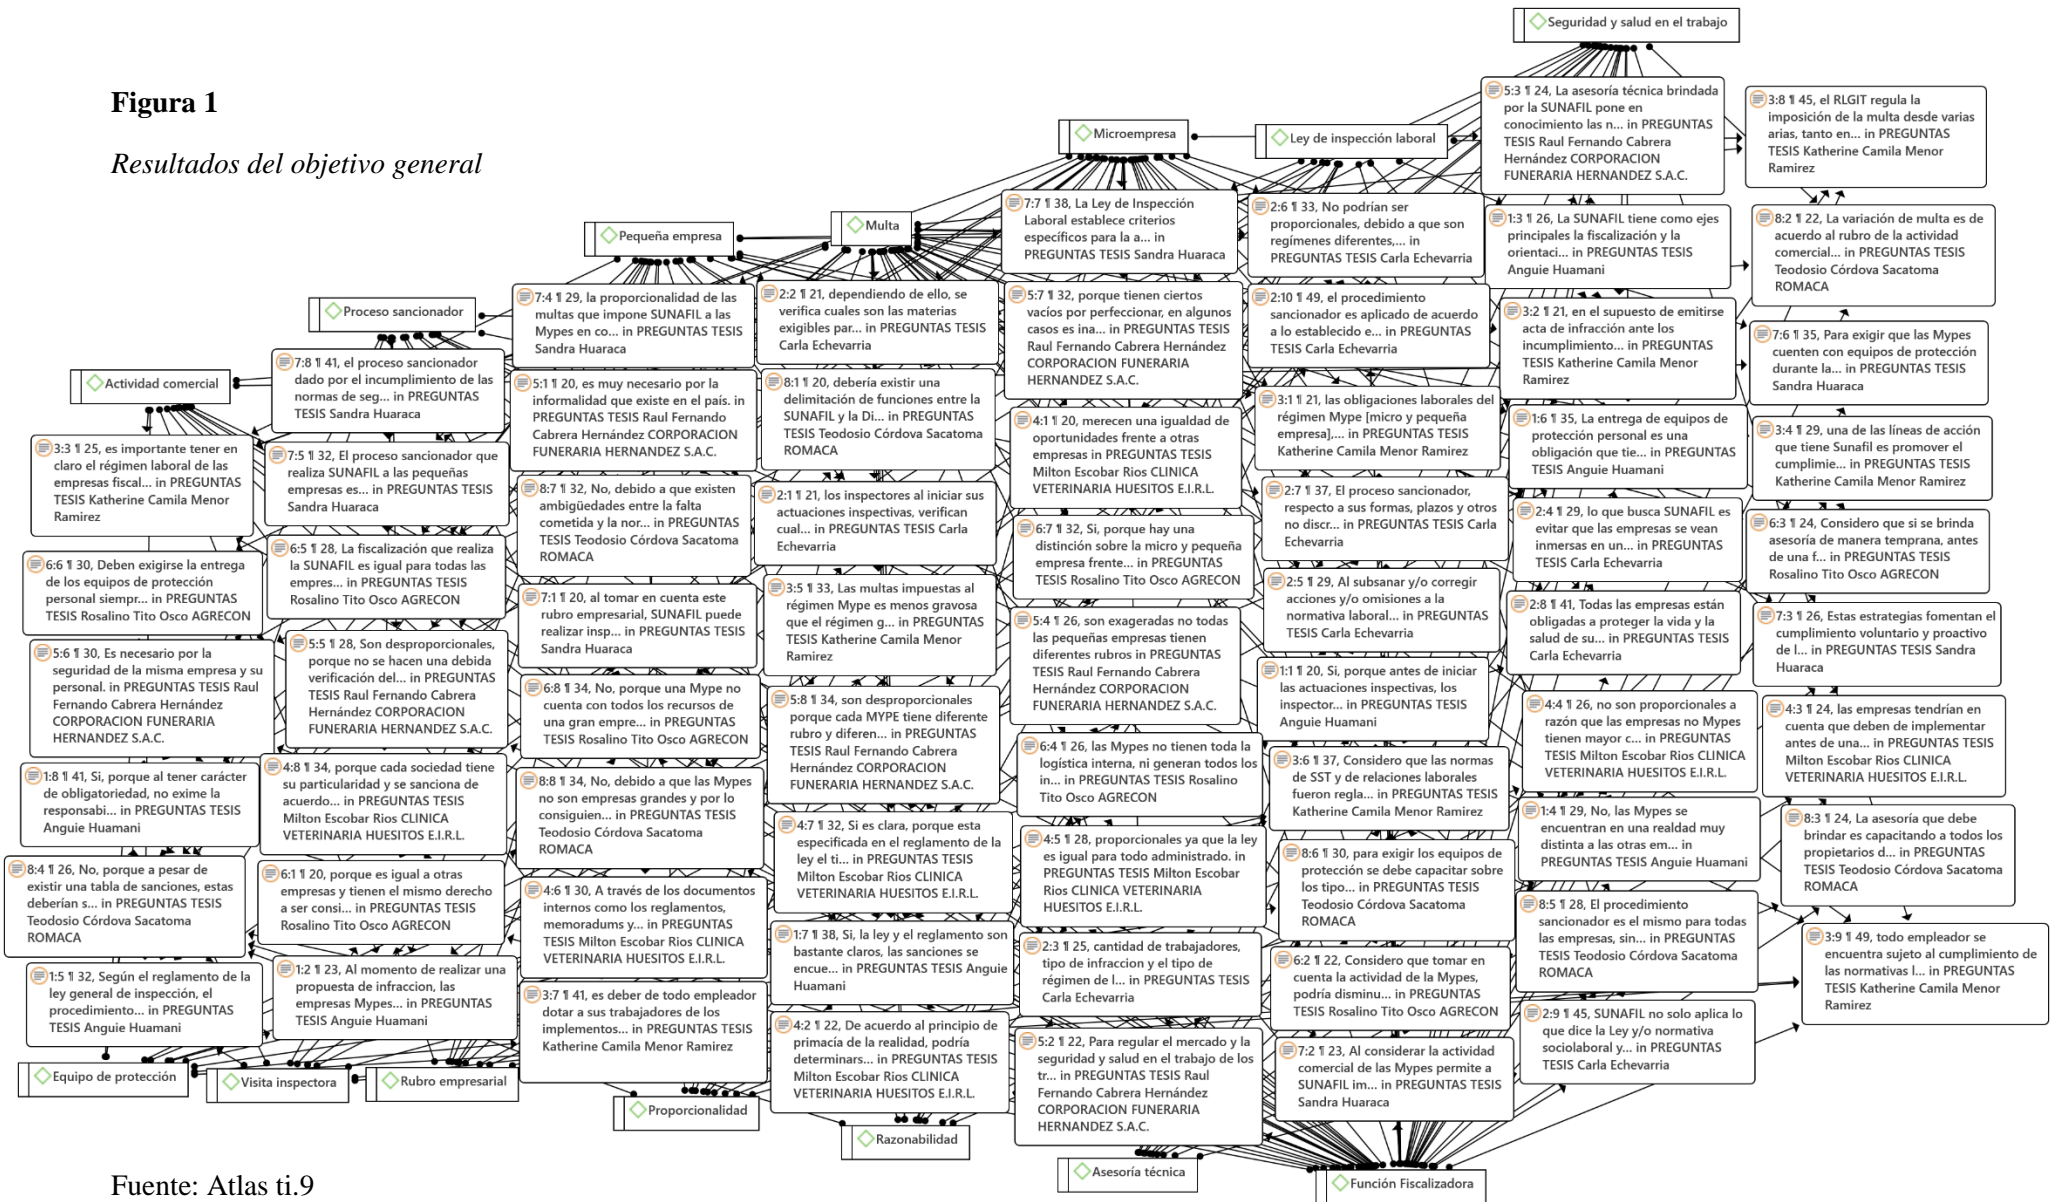 Figura 1
Resultados del objetivo general
Seguridad y salud en el trabajo
Microempresa
Ley de inspección laboral
Pequeña empresa
Multa
Proceso sancionador
Actividad comercial
3:3 ¶ 25, es importante tener en
claro el régimen laboral de las
empresas fiscal... in PREGUNTAS
TESIS Katherine Camila Menor
Ramirez
6:6 ¶ 30, Deben exigirse la entrega
de los equipos de protección
personal siempr... in PREGUNTAS
TESIS Rosalino Tito Osco AGRECON
5:6 ¶ 30, Es necesario por la
seguridad de la misma empresa y su
personal. in PREGUNTAS TESIS Raul
Fernando Cabrera Hernández
CORPORACION FUNERARIA
HERNANDEZ S.A.C.
1:8 ¶ 41, Si, porque al tener carácter
de obligatoriedad, no exime la
responsabi... in PREGUNTAS TESIS
Anguie Huamani
8:4 ¶ 26, No, porque a pesar de
existir una tabla de sanciones, estas
deberían s... in PREGUNTAS TESIS
Teodosio Córdova Sacatoma
ROMACA
1:5 ¶ 32, Según el reglamento de la
ley general de inspección, el
procedimiento... in PREGUNTAS
TESIS Anguie Huamani
7:8 ¶ 41, el proceso sancionador
dado por el incumplimiento de las
normas de seg... in PREGUNTAS
TESIS Sandra Huaraca
7:5 ¶ 32, El proceso sancionador que
realiza SUNAFIL a las pequeñas
empresas es... in PREGUNTAS TESIS
Sandra Huaraca
6:5 ¶ 28, La fiscalización que realiza
la SUNAFIL es igual para todas las
empres... in PREGUNTAS TESIS
Rosalino Tito Osco AGRECON
5:5 ¶ 28, Son desproporcionales,
porque no se hacen una debida
verificación del... in PREGUNTAS
TESIS Raul Fernando Cabrera
Hernández CORPORACION
FUNERARIA HERNANDEZ S.A.C.
4:8 ¶ 34, porque cada sociedad tiene
su particularidad y se sanciona de
acuerdo... in PREGUNTAS TESIS
Milton Escobar Rios CLINICA
VETERINARIA HUESITOS E.I.R.L.
6:1 ¶ 20, porque es igual a otras
empresas y tienen el mismo derecho
a ser consi... in PREGUNTAS TESIS
Rosalino Tito Osco AGRECON
1:2 ¶ 23, Al momento de realizar una
propuesta de infraccion, las
empresas Mypes... in PREGUNTAS
TESIS Anguie Huamani
7:4 ¶ 29, la proporcionalidad de las
multas que impone SUNAFIL a las
Mypes en co... in PREGUNTAS TESIS
Sandra Huaraca
5:1 ¶ 20, es muy necesario por la
informalidad que existe en el país. in
PREGUNTAS TESIS Raul Fernando
Cabrera Hernández CORPORACION
FUNERARIA HERNANDEZ S.A.C.
8:7 ¶ 32, No, debido a que existen
ambigüedades entre la falta
cometida y la nor... in PREGUNTAS
TESIS Teodosio Córdova Sacatoma
ROMACA
7:1 ¶ 20, al tomar en cuenta este
rubro empresarial, SUNAFIL puede
realizar insp... in PREGUNTAS TESIS
Sandra Huaraca
6:8 ¶ 34, No, porque una Mype no
cuenta con todos los recursos de
una gran empre... in PREGUNTAS
TESIS Rosalino Tito Osco AGRECON
8:8 ¶ 34, No, debido a que las Mypes
no son empresas grandes y por lo
consiguien... in PREGUNTAS TESIS
Teodosio Córdova Sacatoma
ROMACA
4:6 ¶ 30, A través de los documentos
internos como los reglamentos,
memoradums y... in PREGUNTAS
TESIS Milton Escobar Rios CLINICA
VETERINARIA HUESITOS E.I.R.L.
3:7 ¶ 41, es deber de todo empleador
dotar a sus trabajadores de los
implementos... in PREGUNTAS TESIS
Katherine Camila Menor Ramirez
2:2 ¶ 21, dependiendo de ello, se
verifica cuales son las materias
exigibles par... in PREGUNTAS TESIS
Carla Echevarria
8:1 ¶ 20, debería existir una
delimitación de funciones entre la
SUNAFIL y la Di... in PREGUNTAS
TESIS Teodosio Córdova Sacatoma
ROMACA
2:1 ¶ 21, los inspectores al iniciar sus
actuaciones inspectivas, verifican
cual... in PREGUNTAS TESIS Carla
Echevarria
3:5 ¶ 33, Las multas impuestas al
régimen Mype es menos gravosa
que el régimen g... in PREGUNTAS
TESIS Katherine Camila Menor
Ramirez
5:8 ¶ 34, son desproporcionales
porque cada MYPE tiene diferente
rubro y diferen... in PREGUNTAS
TESIS Raul Fernando Cabrera
Hernández CORPORACION
FUNERARIA HERNANDEZ S.A.C.
4:7 ¶ 32, Si es clara, porque esta
especificada en el reglamento de la
ley el ti... in PREGUNTAS TESIS
Milton Escobar Rios CLINICA
VETERINARIA HUESITOS E.I.R.L.
1:7 ¶ 38, Si, la ley y el reglamento son
bastante claros, las sanciones se
encue... in PREGUNTAS TESIS Anguie
Huamani
4:2 ¶ 22, De acuerdo al principio de
primacía de la realidad, podría
determinars... in PREGUNTAS TESIS
Milton Escobar Rios CLINICA
VETERINARIA HUESITOS E.I.R.L.
7:7 ¶ 38, La Ley de Inspección
Laboral establece criterios
específicos para la a... in
PREGUNTAS TESIS Sandra Huaraca
5:7 ¶ 32, porque tienen ciertos
vacíos por perfeccionar, en algunos
casos es ina... in PREGUNTAS TESIS
Raul Fernando Cabrera Hernández
CORPORACION FUNERARIA
HERNANDEZ S.A.C.
4:1 ¶ 20, merecen una igualdad de
oportunidades frente a otras
empresas in PREGUNTAS TESIS
Milton Escobar Rios CLINICA
VETERINARIA HUESITOS E.I.R.L.
6:7 ¶ 32, Si, porque hay una
distinción sobre la micro y pequeña
empresa frente... in PREGUNTAS
TESIS Rosalino Tito Osco AGRECON
5:4 ¶ 26, son exageradas no todas
las pequeñas empresas tienen
diferentes rubros in PREGUNTAS
TESIS Raul Fernando Cabrera
Hernández CORPORACION
FUNERARIA HERNANDEZ S.A.C.
6:4 ¶ 26, las Mypes no tienen toda la
logística interna, ni generan todos los
in... in PREGUNTAS TESIS Rosalino
Tito Osco AGRECON
4:5 ¶ 28, proporcionales ya que la ley
es igual para todo administrado. in
PREGUNTAS TESIS Milton Escobar
Rios CLINICA VETERINARIA
HUESITOS E.I.R.L.
2:3 ¶ 25, cantidad de trabajadores,
tipo de infraccion y el tipo de
régimen de l... in PREGUNTAS TESIS
Carla Echevarria
5:2 ¶ 22, Para regular el mercado y la
seguridad y salud en el trabajo de los
tr... in PREGUNTAS TESIS Raul
Fernando Cabrera Hernández
CORPORACION FUNERARIA
HERNANDEZ S.A.C.
2:6 ¶ 33, No podrían ser
proporcionales, debido a que son
regímenes diferentes,... in
PREGUNTAS TESIS Carla Echevarria
2:10 ¶ 49, el procedimiento
sancionador es aplicado de acuerdo
a lo establecido e... in PREGUNTAS
TESIS Carla Echevarria
3:1 ¶ 21, las obligaciones laborales del
régimen Mype [micro y pequeña
empresa],... in PREGUNTAS TESIS
Katherine Camila Menor Ramirez
2:7 ¶ 37, El proceso sancionador,
respecto a sus formas, plazos y otros
no discr... in PREGUNTAS TESIS Carla
Echevarria
2:5 ¶ 29, Al subsanar y/o corregir
acciones y/o omisiones a la
normativa laboral... in PREGUNTAS
TESIS Carla Echevarria
1:1 ¶ 20, Si, porque antes de iniciar
las actuaciones inspectivas, los
inspector... in PREGUNTAS TESIS
Anguie Huamani
3:6 ¶ 37, Considero que las normas
de SST y de relaciones laborales
fueron regla... in PREGUNTAS TESIS
Katherine Camila Menor Ramirez
8:6 ¶ 30, para exigir los equipos de
protección se debe capacitar sobre
los tipo... in PREGUNTAS TESIS
Teodosio Córdova Sacatoma
ROMACA
6:2 ¶ 22, Considero que tomar en
cuenta la actividad de la Mypes,
podría disminu... in PREGUNTAS
TESIS Rosalino Tito Osco AGRECON
7:2 ¶ 23, Al considerar la actividad
comercial de las Mypes permite a
SUNAFIL im... in PREGUNTAS TESIS
Sandra Huaraca
5:3 ¶ 24, La asesoría técnica brindada
por la SUNAFIL pone en
conocimiento las n... in PREGUNTAS
TESIS Raul Fernando Cabrera
Hernández CORPORACION
FUNERARIA HERNANDEZ S.A.C.
1:3 ¶ 26, La SUNAFIL tiene como ejes
principales la fiscalización y la
orientaci... in PREGUNTAS TESIS
Anguie Huamani
3:2 ¶ 21, en el supuesto de emitirse
acta de infracción ante los
incumplimiento... in PREGUNTAS
TESIS Katherine Camila Menor
Ramirez
1:6 ¶ 35, La entrega de equipos de
protección personal es una
obligación que tie... in PREGUNTAS
TESIS Anguie Huamani
2:4 ¶ 29, lo que busca SUNAFIL es
evitar que las empresas se vean
inmersas en un... in PREGUNTAS
TESIS Carla Echevarria
2:8 ¶ 41, Todas las empresas están
obligadas a proteger la vida y la
salud de su... in PREGUNTAS TESIS
Carla Echevarria
4:4 ¶ 26, no son proporcionales a
razón que las empresas no Mypes
tienen mayor c... in PREGUNTAS
TESIS Milton Escobar Rios CLINICA
VETERINARIA HUESITOS E.I.R.L.
1:4 ¶ 29, No, las Mypes se
encuentran en una realdad muy
distinta a las otras em... in
PREGUNTAS TESIS Anguie Huamani
8:5 ¶ 28, El procedimiento
sancionador es el mismo para todas
las empresas, sin... in PREGUNTAS
TESIS Teodosio Córdova Sacatoma
ROMACA
2:9 ¶ 45, SUNAFIL no solo aplica lo
que dice la Ley y/o normativa
sociolaboral y... in PREGUNTAS
TESIS Carla Echevarria
3:8 ¶ 45, el RLGIT regula la
imposición de la multa desde varias
arias, tanto en... in PREGUNTAS
TESIS Katherine Camila Menor
Ramirez
8:2 ¶ 22, La variación de multa es de
acuerdo al rubro de la actividad
comercial... in PREGUNTAS TESIS
Teodosio Córdova Sacatoma
ROMACA
7:6 ¶ 35, Para exigir que las Mypes
cuenten con equipos de protección
durante la... in PREGUNTAS TESIS
Sandra Huaraca
3:4 ¶ 29, una de las líneas de acción
que tiene Sunafil es promover el
cumplimie... in PREGUNTAS TESIS
Katherine Camila Menor Ramirez
6:3 ¶ 24, Considero que si se brinda
asesoría de manera temprana, antes
de una f... in PREGUNTAS TESIS
Rosalino Tito Osco AGRECON
7:3 ¶ 26, Estas estrategias fomentan el
cumplimiento voluntario y proactivo
de l... in PREGUNTAS TESIS Sandra
Huaraca
4:3 ¶ 24, las empresas tendrían en
cuenta que deben de implementar
antes de una... in PREGUNTAS TESIS
Milton Escobar Rios CLINICA
VETERINARIA HUESITOS E.I.R.L.
8:3 ¶ 24, La asesoría que debe
brindar es capacitando a todos los
propietarios d... in PREGUNTAS TESIS
Teodosio Córdova Sacatoma
ROMACA
3:9 ¶ 49, todo empleador se
encuentra sujeto al cumplimiento de
las normativas l... in PREGUNTAS
TESIS Katherine Camila Menor
Ramirez
Equipo de protección
Visita inspectora
Rubro empresarial
Proporcionalidad
Razonabilidad
Asesoría técnica
Función Fiscalizadora
Fuente: Atlas ti.9